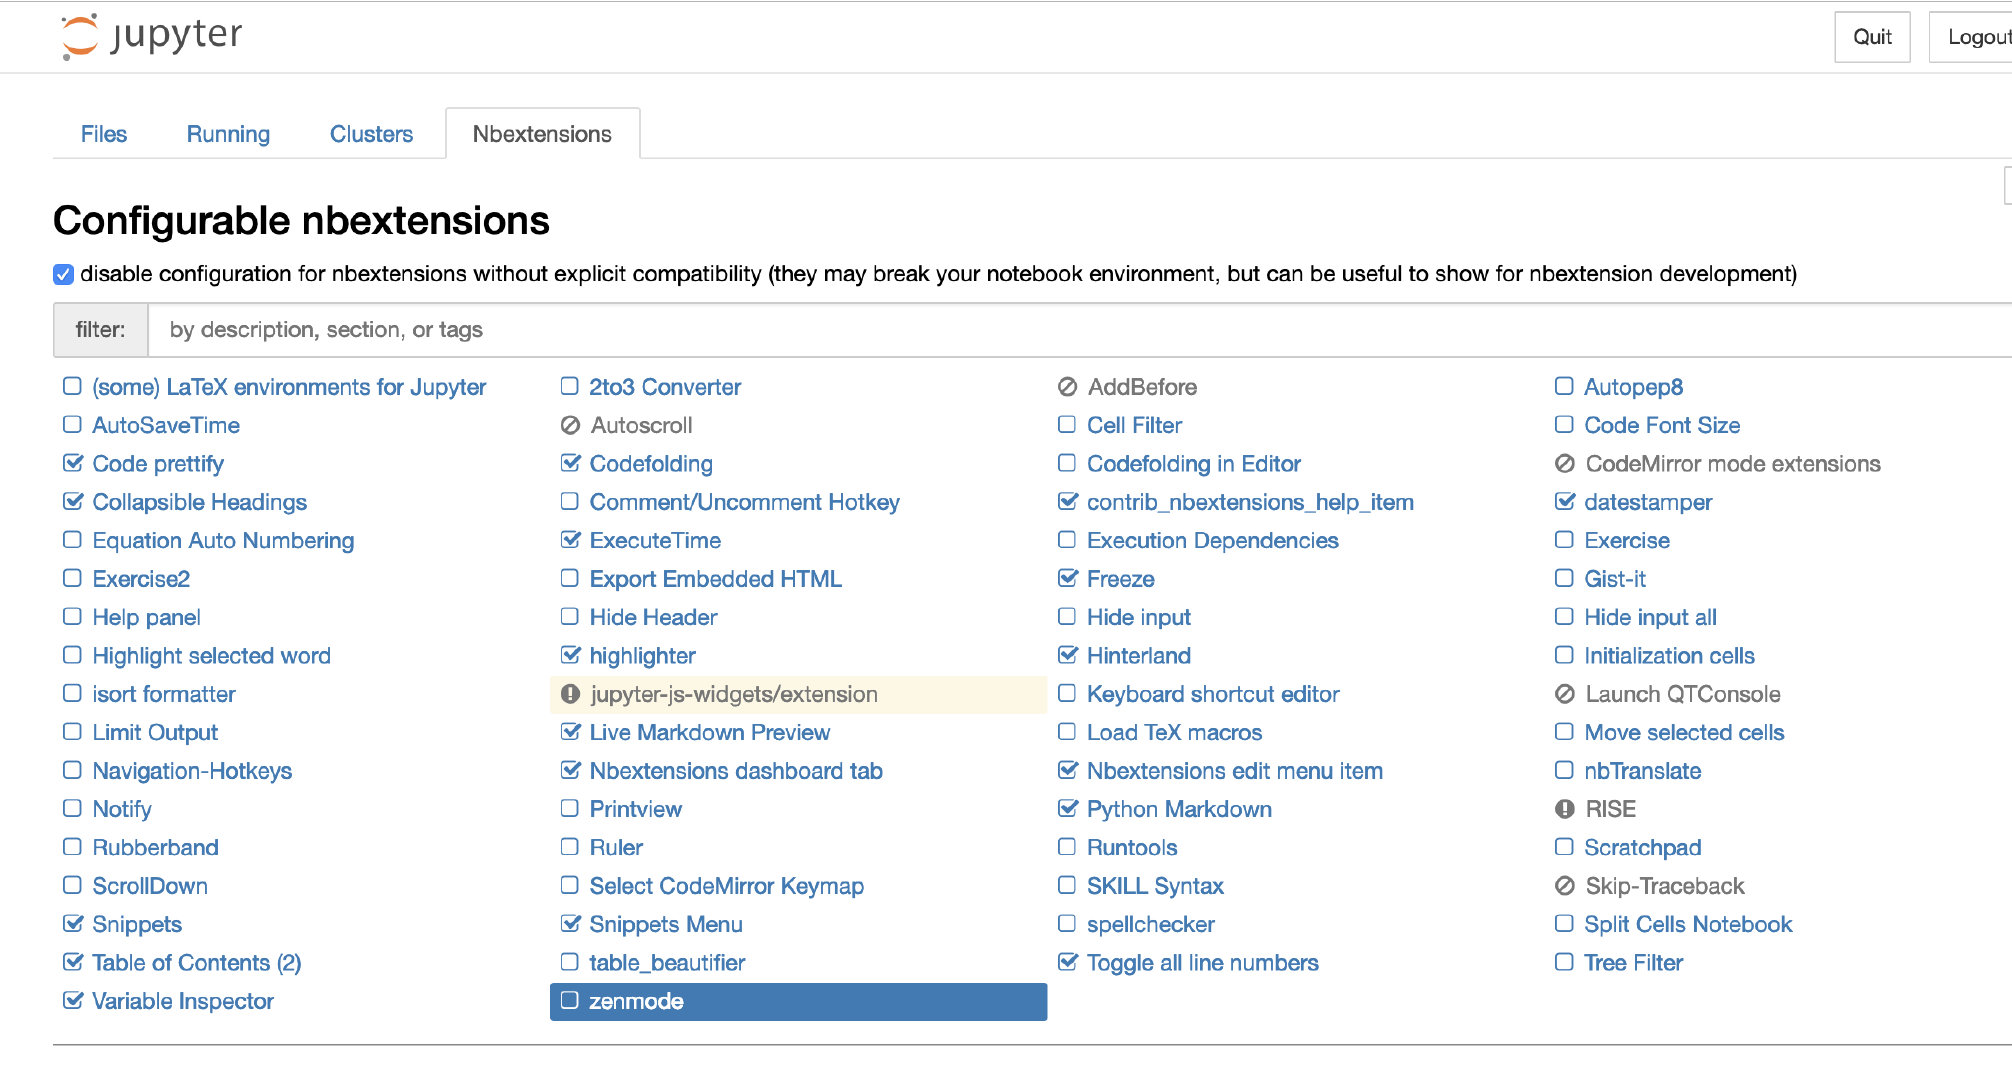 jupyter
Quit
Logout
Files Running Clusters Nbextensions
Configurable nbextensions
disable configuration for nbextensions without explicit compatibility (they may break your notebook environment, but can be useful to show for nbextension development)
filter: by description, section, or tags
(some) LaTeX environments for Jupyter 2to3 Converter AddBefore Autopep8
AutoSaveTime Autoscroll Cell Filter Code Font Size
Code prettify Codefolding Codefolding in Editor CodeMirror mode extensions
Collapsible Headings Comment/Uncomment Hotkey contrib_nbextensions_help_item datestamper
Equation Auto Numbering ExecuteTime Execution Dependencies Exercise
Exercise2 Export Embedded HTML Freeze Gist-it
Help panel Hide Header Hide input Hide input all
Highlight selected word highlighter Hinterland Initialization cells
isort formatter jupyter-js-widgets/extension Keyboard shortcut editor Launch QTConsole
Limit Output Live Markdown Preview Load TeX macros Move selected cells
Navigation-Hotkeys Nbextensions dashboard tab Nbextensions edit menu item nbTranslate
Notify Printview Python Markdown RISE
Rubberband Ruler Runtools Scratchpad
ScrollDown Select CodeMirror Keymap SKILL Syntax Skip-Traceback
Snippets Snippets Menu spellchecker Split Cells Notebook
Table of Contents (2) table_beautifier Toggle all line numbers Tree Filter
Variable Inspector zenmode